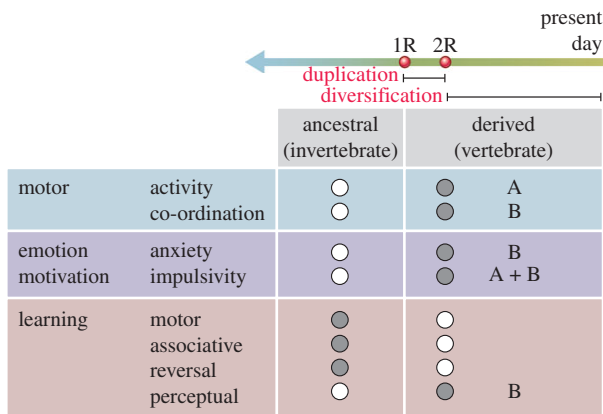 present
day
1R 2R
duplication
diversification
ancestral
(invertebrate)
derived
(vertebrate)
motor activity A
co-ordination B
emotion anxiety B
motivation impulsivity A + B
learning motor
associative
reversal
perceptual B